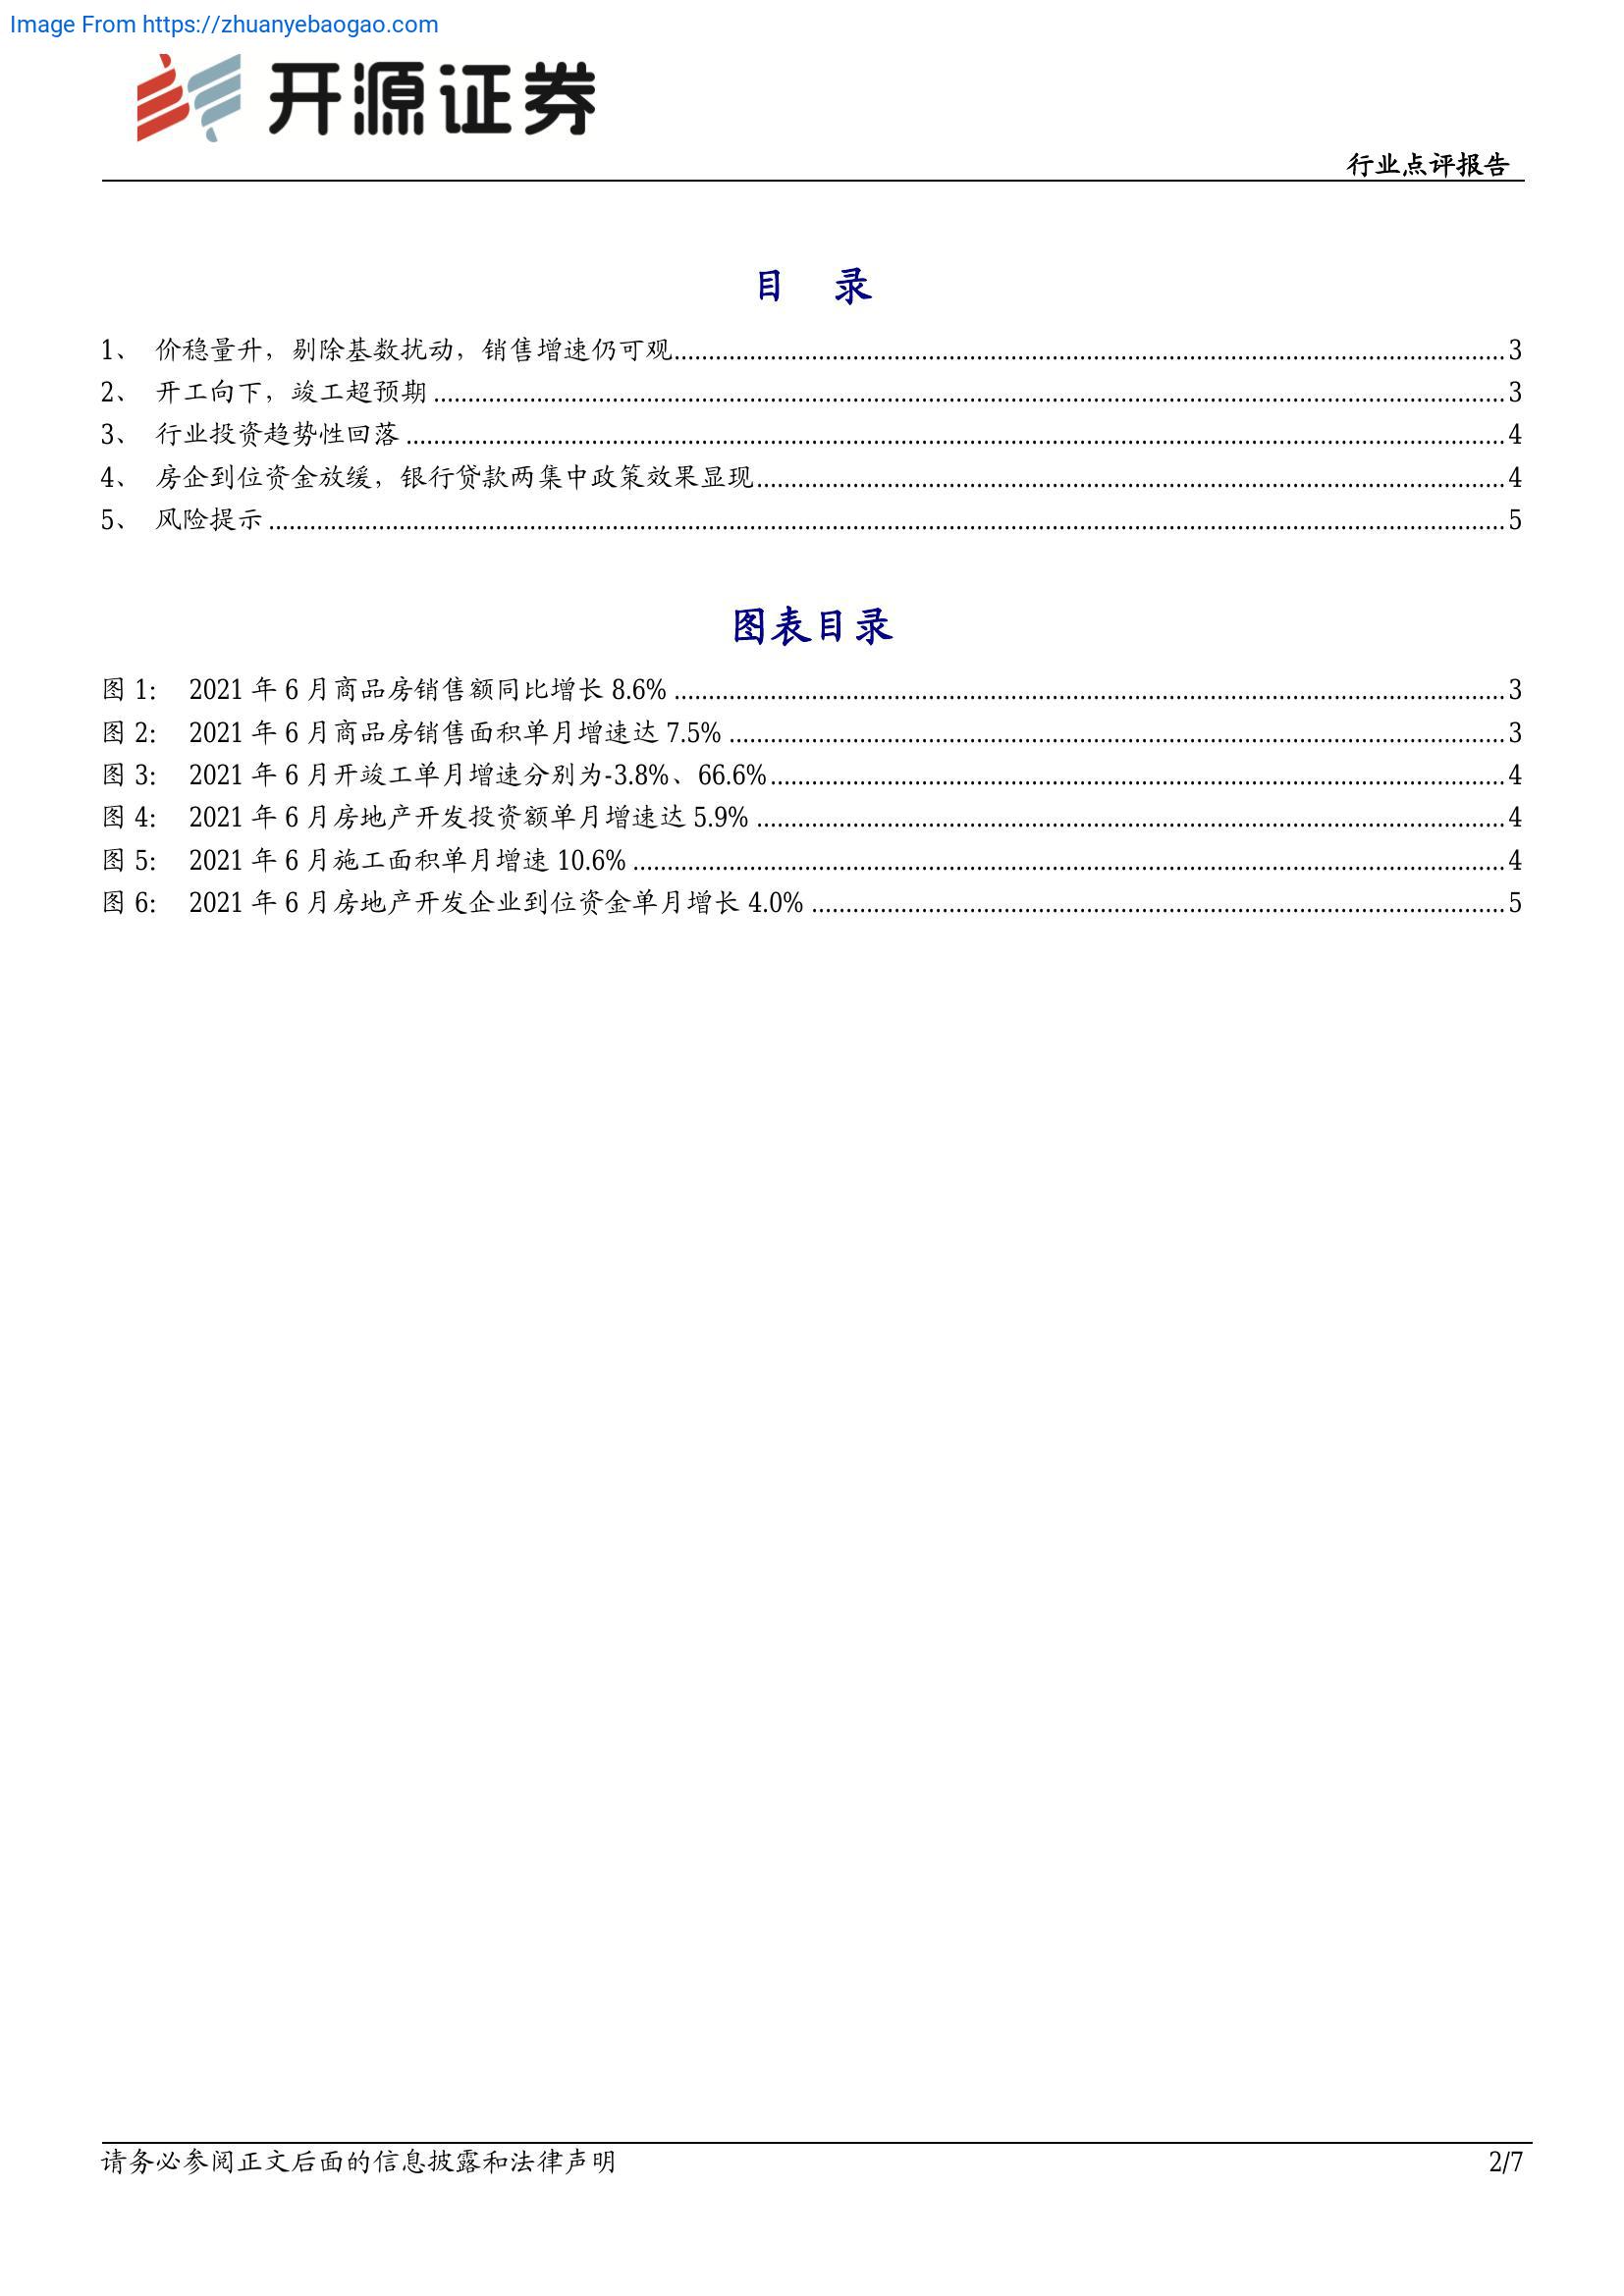 Image From https://zhuanyebaogao.com
开源证券
行业点评报告
目 录
1、 价稳量升，剔除基数扰动，销售增速仍可观........3
2、 开工向下，竣工超预期........3
3、 行业投资趋势性回落........4
4、 房企到位资金放缓，银行贷款两集中政策效果显现........4
5、 风险提示........5
图表目录
图 1: 2021 年 6 月商品房销售额同比增长 8.6%........3
图 2: 2021 年 6 月商品房销售面积单月增速达 7.5%........3
图 3: 2021 年 6 月开竣工单月增速分别为-3.8%、66.6%........4
图 4: 2021 年 6 月房地产开发投资额单月增速达 5.9%........4
图 5: 2021 年 6 月施工面积单月增速 10.6%........4
图 6: 2021 年 6 月房地产开发企业到位资金单月增长 4.0%........5
请务必参阅正文后面的信息披露和法律声明 2/7